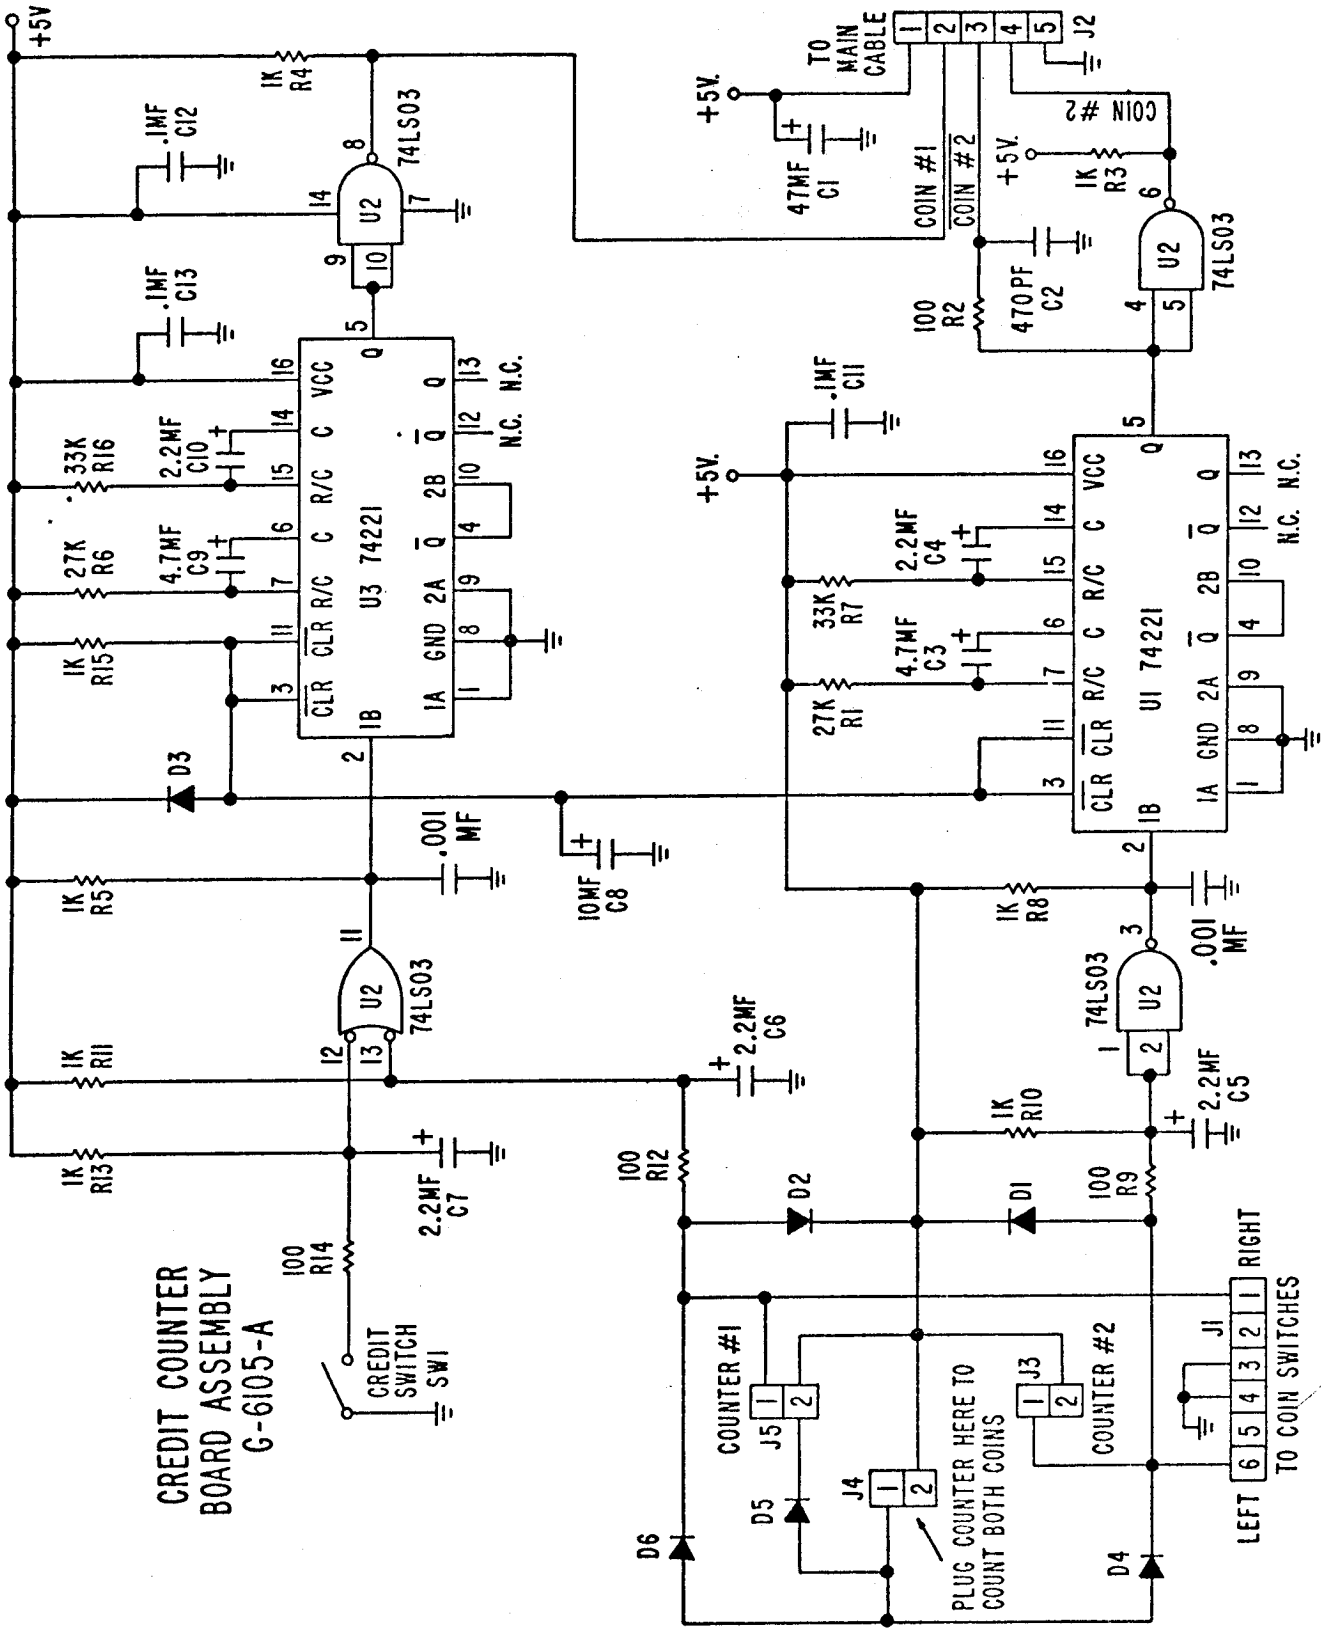 CREDIT COUNTER
BOARD ASSEMBLY
G-6105-A
+5V
1K
R13
1K
R11
1K
R5
D3
1K
R15
27K
R6
.33K
R16
4.7MF
C9
2.2MF
C10
.1MF
C13
.1MF
C12
1K
R4
100
R14
CREDIT
SWITCH
SW1
2.2MF
C7
12
13
U2
11
74LS03
.001
MF
10MF
C8
2.2MF
C6
2
3
11
7
6
15
14
16
1B
CLR
CLR
R/C
C
R/C
C
VCC
U3 74221
Q
5
1A
GND
2A
Q
2B
Q
Q
1
8
9
4
10
12
13
N.C.
N.C.
9
10
U2
14
7
8
74LS03
TO
MAIN
CABLE
1
2
3
4
5
J2
+5V.
47MF
C1
COIN #1
COIN #2
COIN #2
+5V.
1K
R3
100
R2
470PF
C2
4
5
U2
6
74LS03
+5V.
.1MF
C11
27K
R1
33K
R7
4.7MF
C3
2.2MF
C4
2
3
11
7
6
15
14
16
1B
CLR
CLR
R/C
C
R/C
C
VCC
U1 74221
Q
5
1A
GND
2A
Q
2B
Q
Q
1
8
9
4
10
12
13
N.C.
N.C.
1K
R8
.001
MF
74LS03
1
2
U2
3
1K
R10
2.2MF
C5
100
R9
100
R12
D2
D1
COUNTER #1
J5
1
2
D5
D6
J4
1
2
PLUG COUNTER HERE TO
COUNT BOTH COINS
J3
1
2
COUNTER #2
D4
LEFT
6
5
4
3
2
1
RIGHT
J1
TO COIN SWITCHES